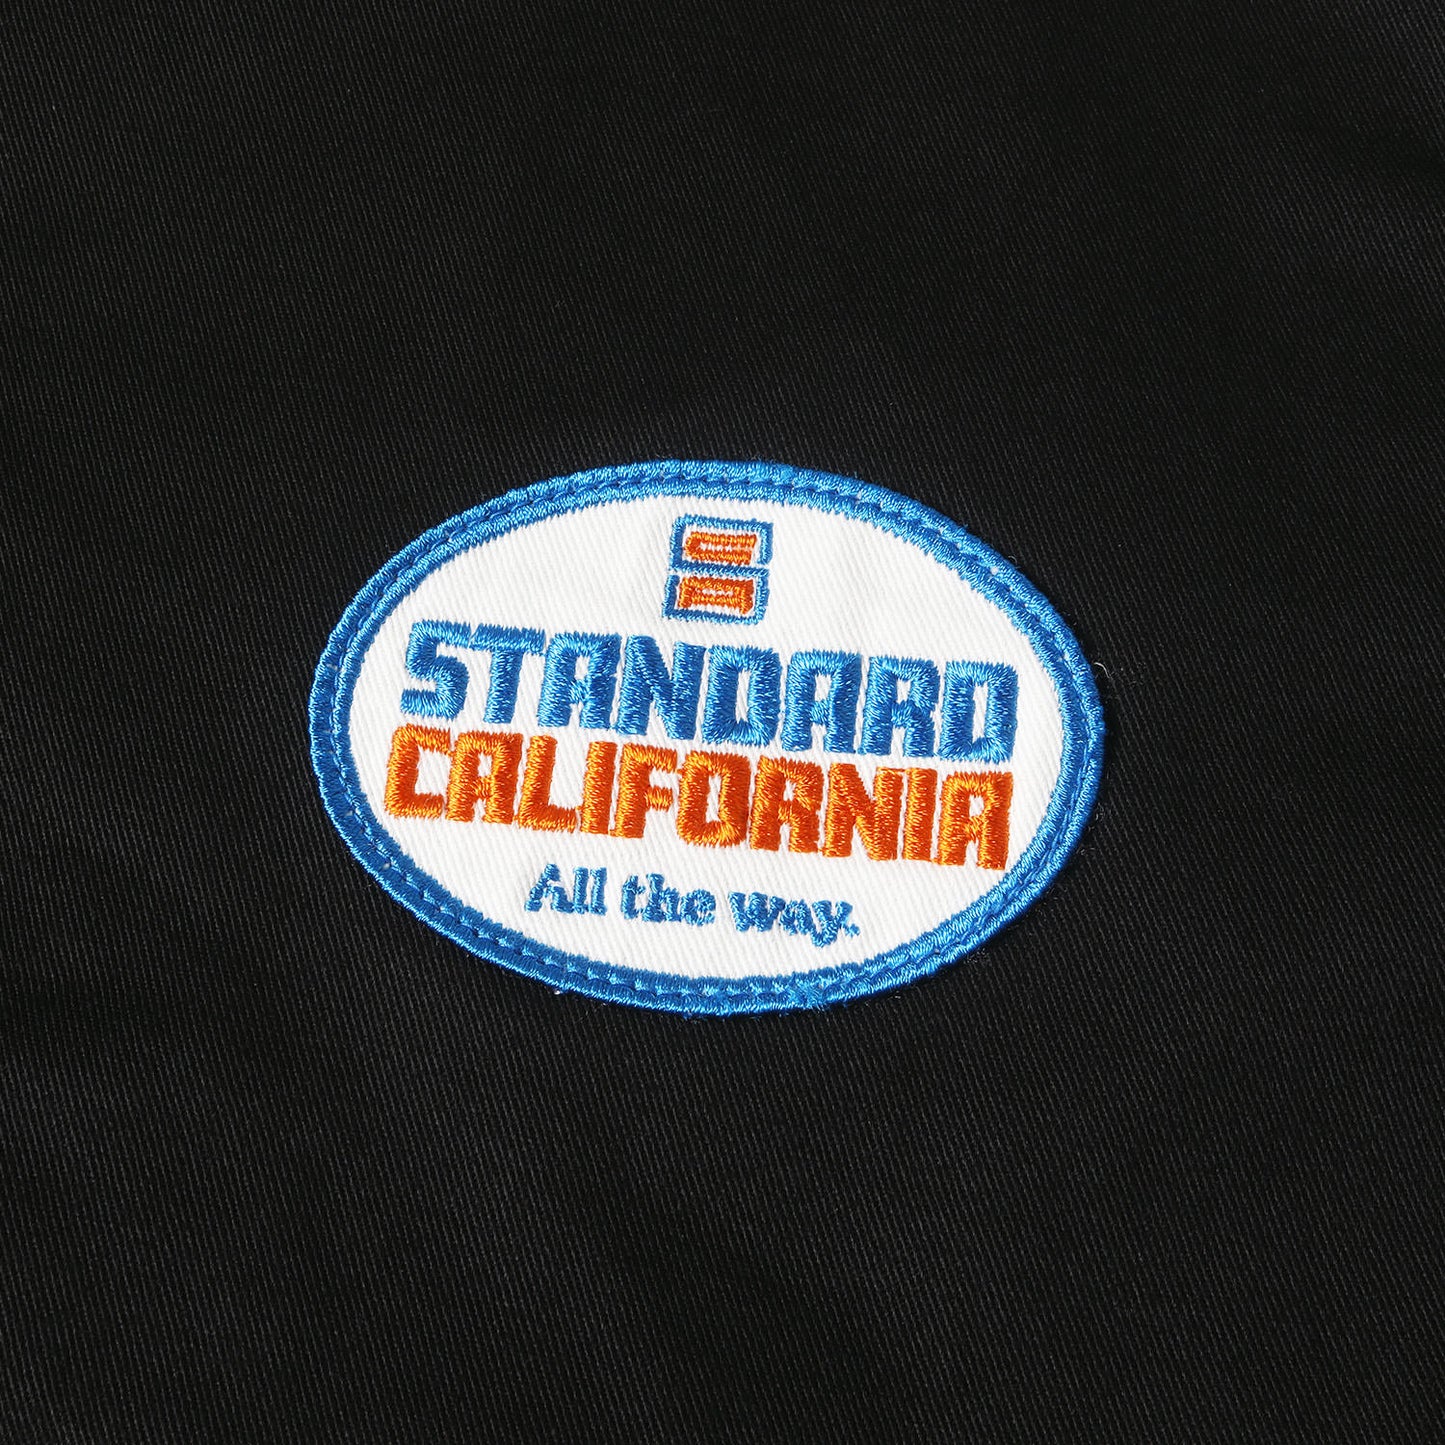 STANDARD
CALIFORNIA
All the way.